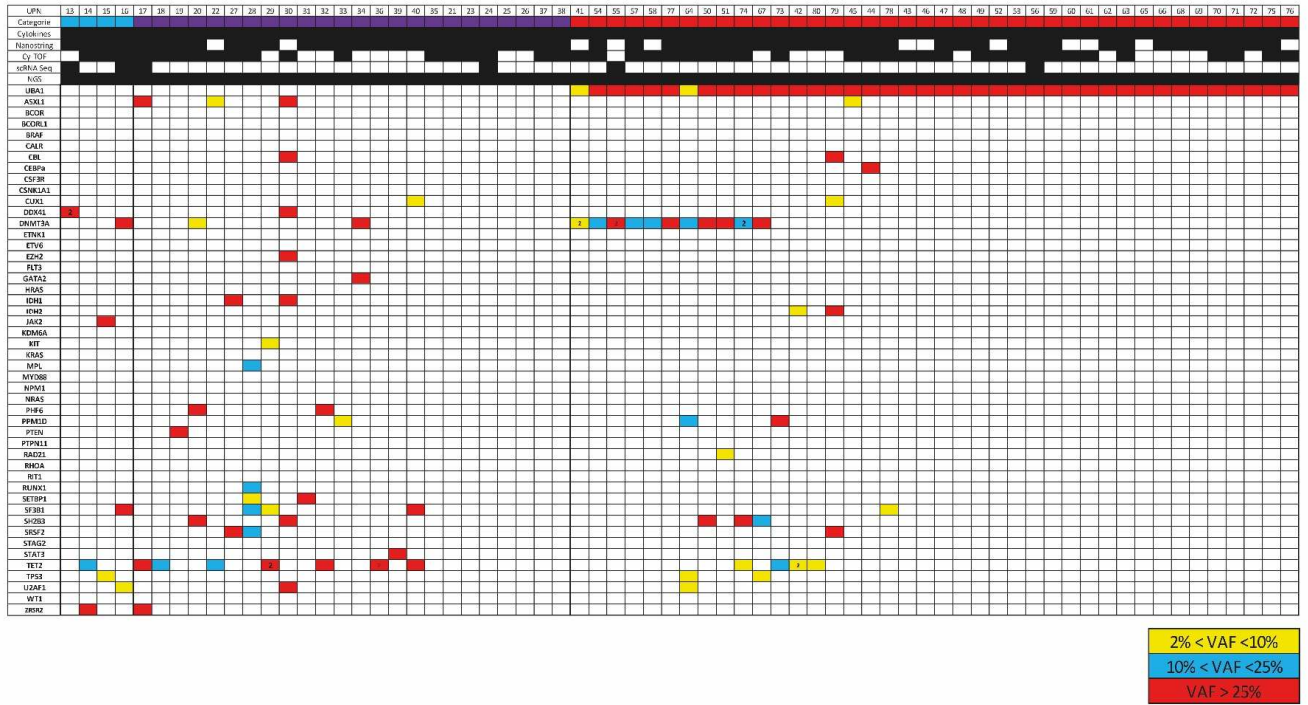 UPN 13 14 15 16 17 18 19 20 22 27 28 29 30 31 32 33 34 36 39 40 35 21 23 24 25 26 37 38 41 54 55 57 58 77 64 50 51 74 67 73 42 80 79 45 44 78 43 46 47 48 49 52 53 56 59 60 61 62 63 65 66 68 69 70 71 72 75 76
Categorie
Cytokines
Nanostring
Cy TOF
scRNA Seq
NGS
UBA1
ASXL1
BCOR
BCORL1
BRAF
CALR
CBL
CEBPa
CSF3R
CSNK1A1
CUX1
DDX41 2
DNMT3A 2 2
ETNK1
ETV6
EZH2
FLT3
GATA2
HRAS
IDH1
IDH2
JAK2
KDM6A
KIT
KRAS
MPL
MYD88
NPM1
NRAS
PHF6
PPM1D
PTEN
PTPN11
RAD21
RHOA
RIT1
RUNX1
SETBP1
SF3B1
SH2B3
SRSF2
STAG2
STAT3
TET2 2
TP53
U2AF1
WT1
ZRSR2
2% < VAF <10%
10% < VAF <25%
VAF > 25%